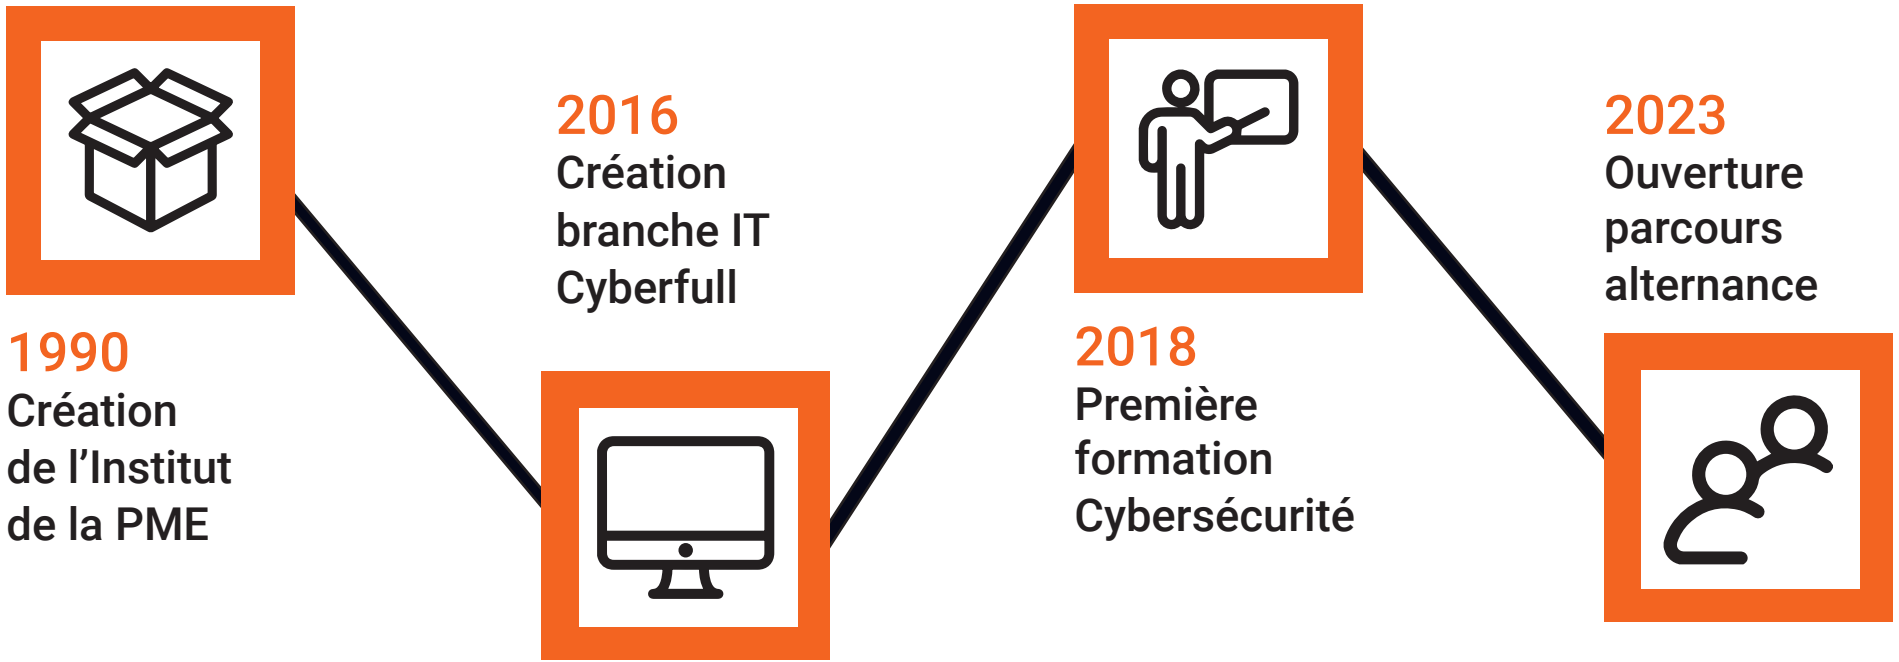 1990
Création
de l’Institut
de la PME
2016
Création
branche IT
Cyberfull
2018
Première
formation
Cybersécurité
2023
Ouverture
parcours
alternance